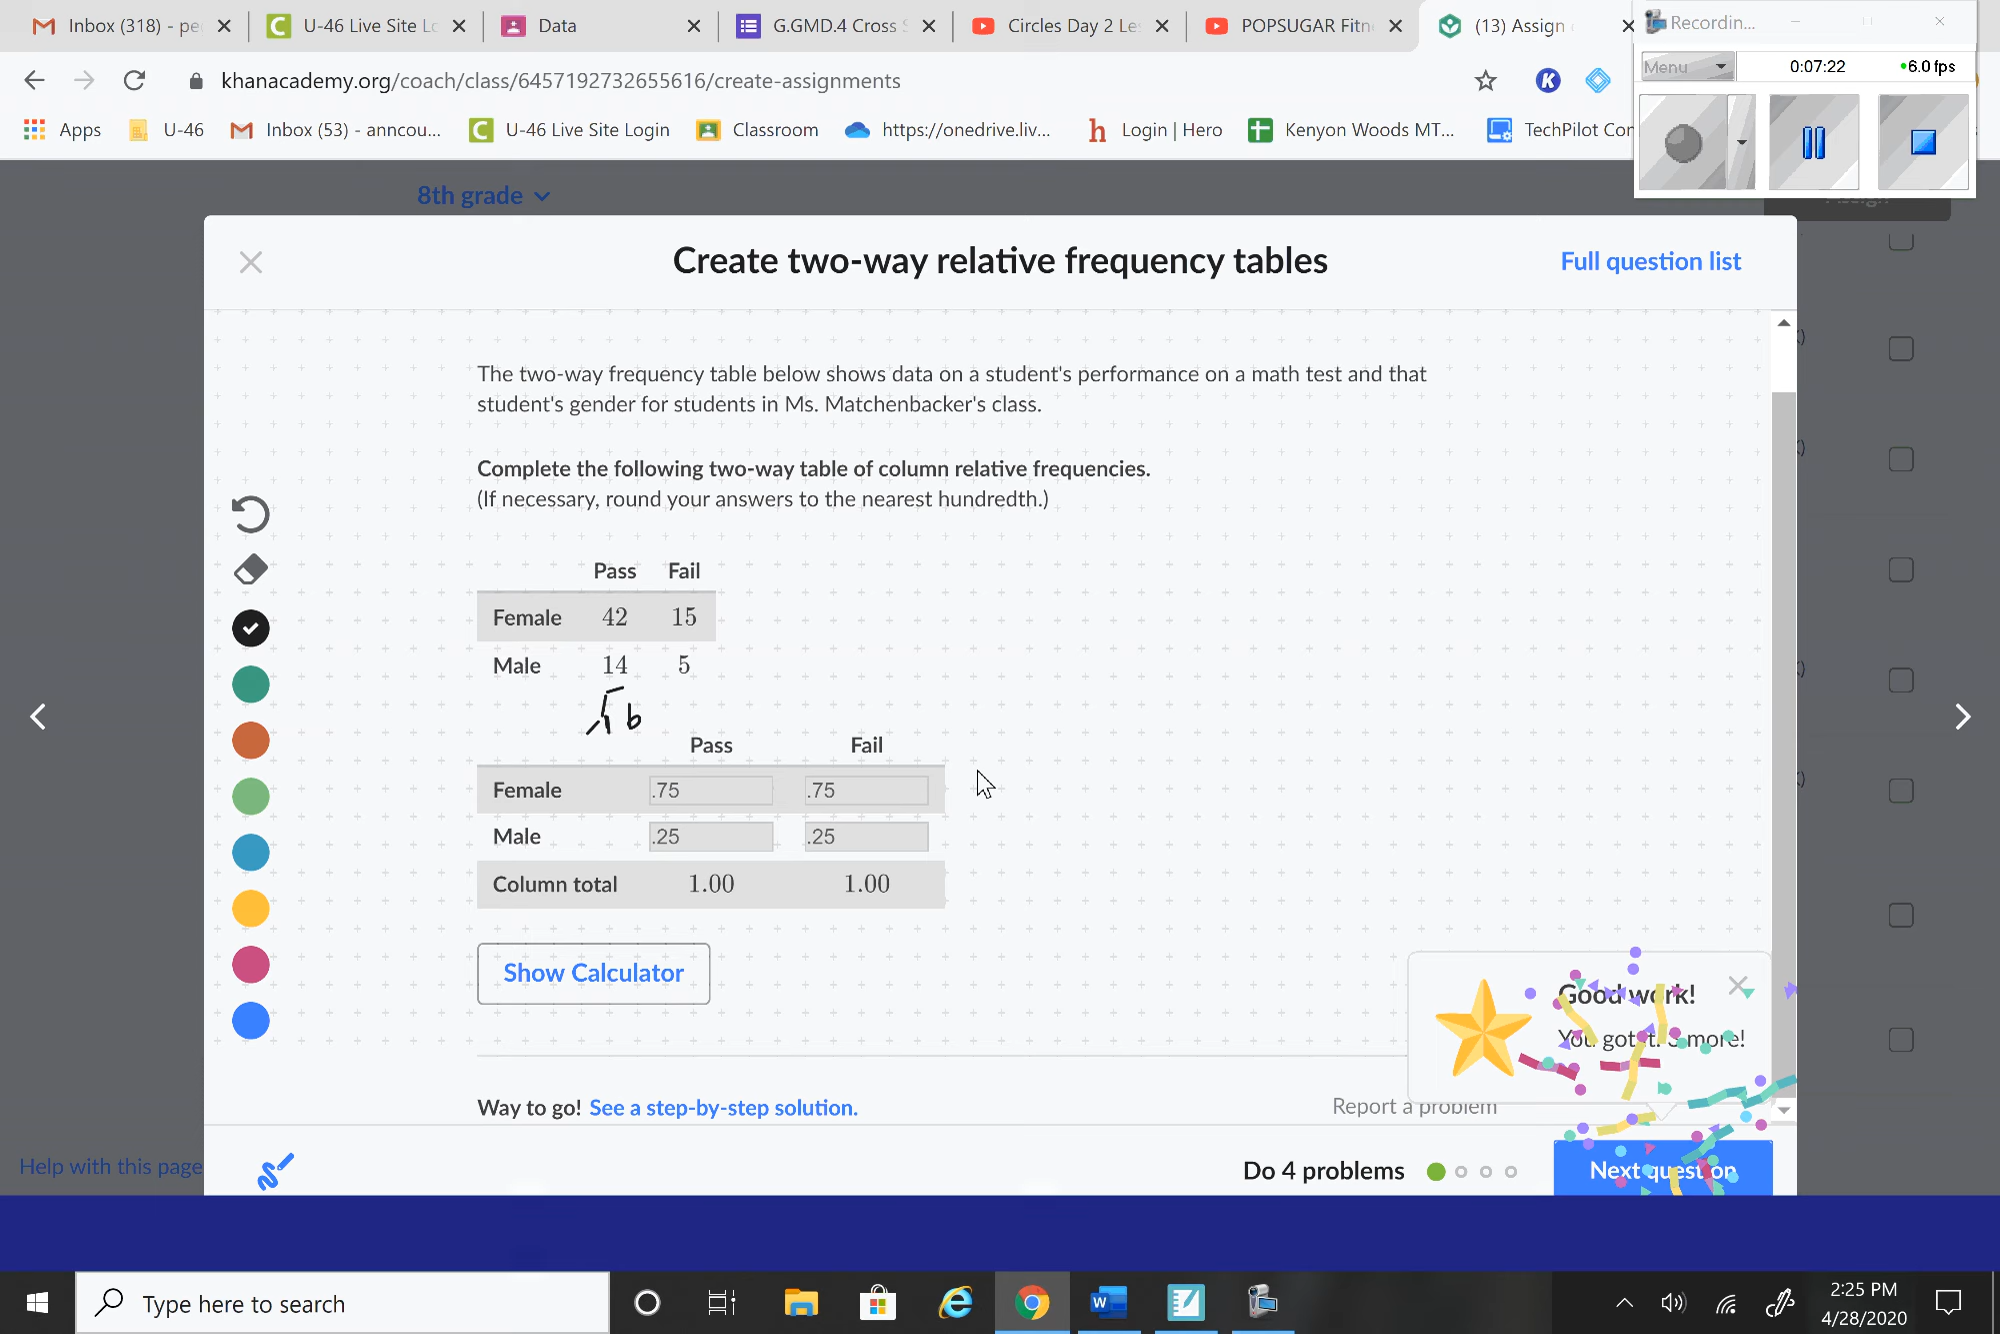 Inbox (318) - pe
U-46 Live Site Lo
Data
G.GMD.4 Cross S
Circles Day 2 Le
POPSUGAR Fitn
(13) Assign
Recordin...
Menu
0:07:22
6.0 fps
khanacademy.org/coach/class/6457192732655616/create-assignments
Apps
U-46
Inbox (53) - anncou...
U-46 Live Site Login
Classroom
https://onedrive.liv...
Login | Hero
Kenyon Woods MT...
TechPilot Cor
8th grade
Create two-way relative frequency tables
Full question list
The two-way frequency table below shows data on a student's performance on a math test and that
student's gender for students in Ms. Matchenbacker's class.
Complete the following two-way table of column relative frequencies.
(If necessary, round your answers to the nearest hundredth.)
Pass Fail
Female 42 15
Male 14 5
Pass Fail
Female .75 .75
Male .25 .25
Column total 1.00 1.00
Show Calculator
Good work!
You got it! 3 more!
Way to go! See a step-by-step solution.
Report a problem
Help with this page
Do 4 problems
Next question
Type here to search
2:25 PM
4/28/2020